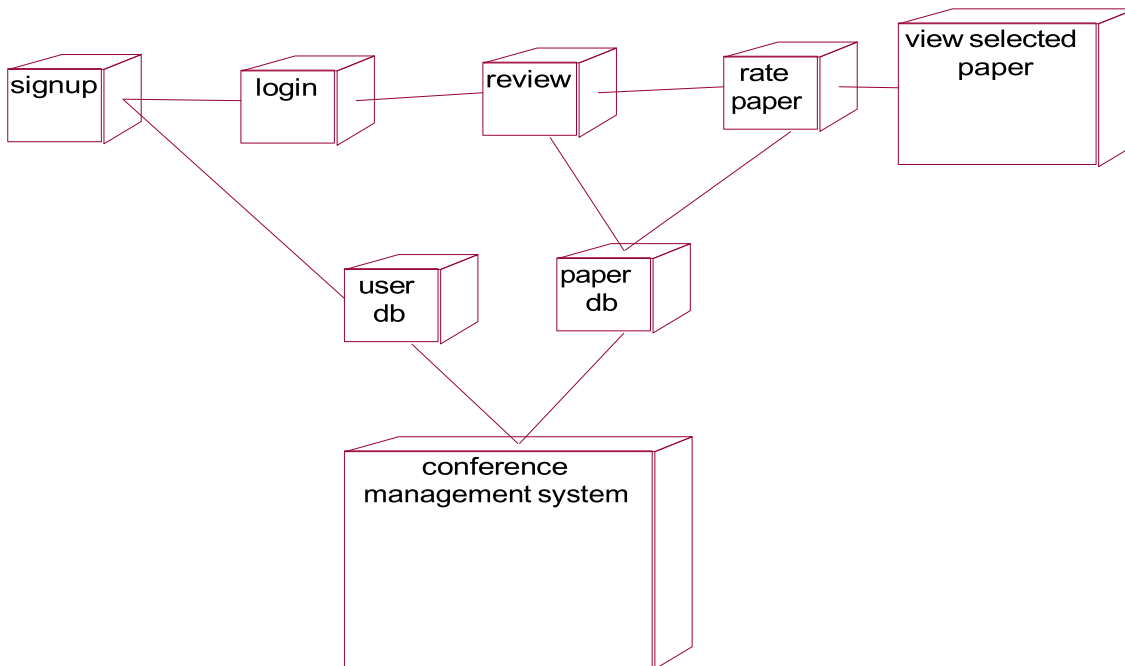 signup
login
review
rate
paper
view selected
paper
user
db
paper
db
conference
management system